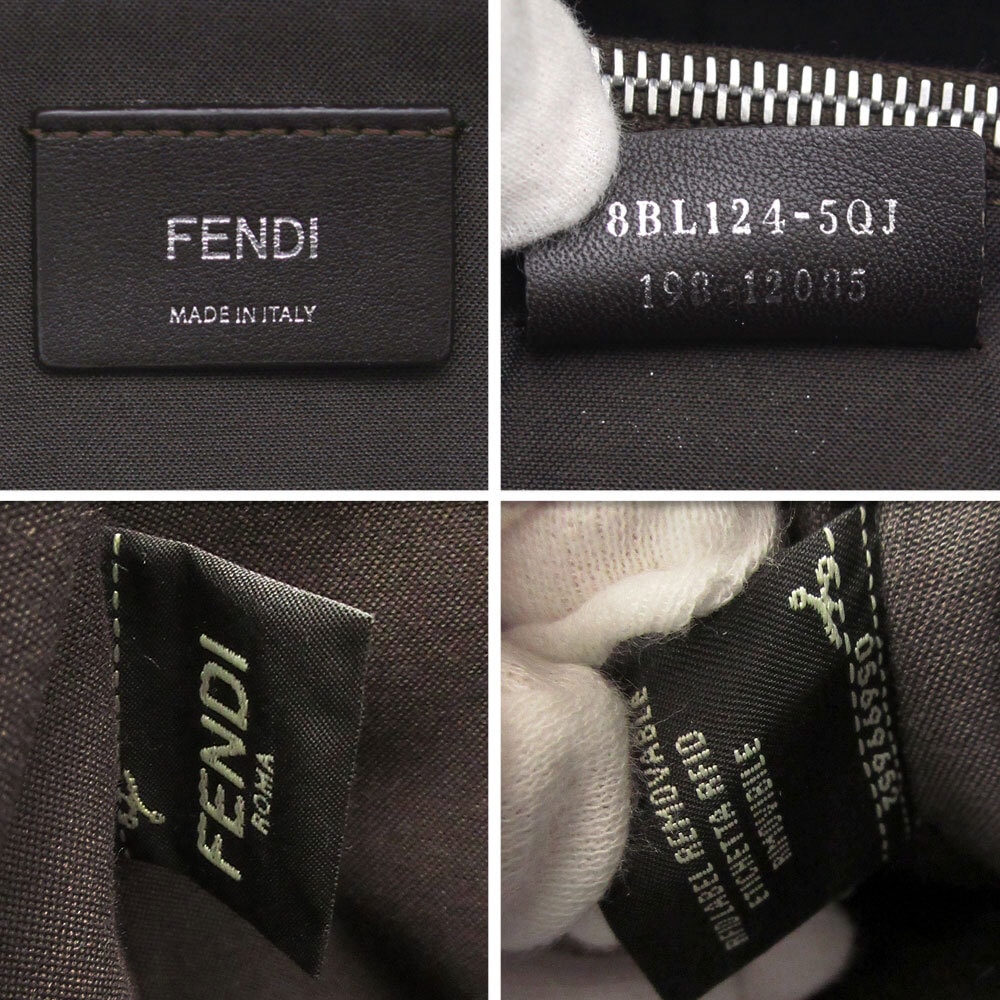 FENDI
MADE IN ITALY
8BL124-5QJ
198-12085
FENDI
ROMA
RFID LABEL REMOVABLE
ETICHETTA RFID
RIMOVIBILE